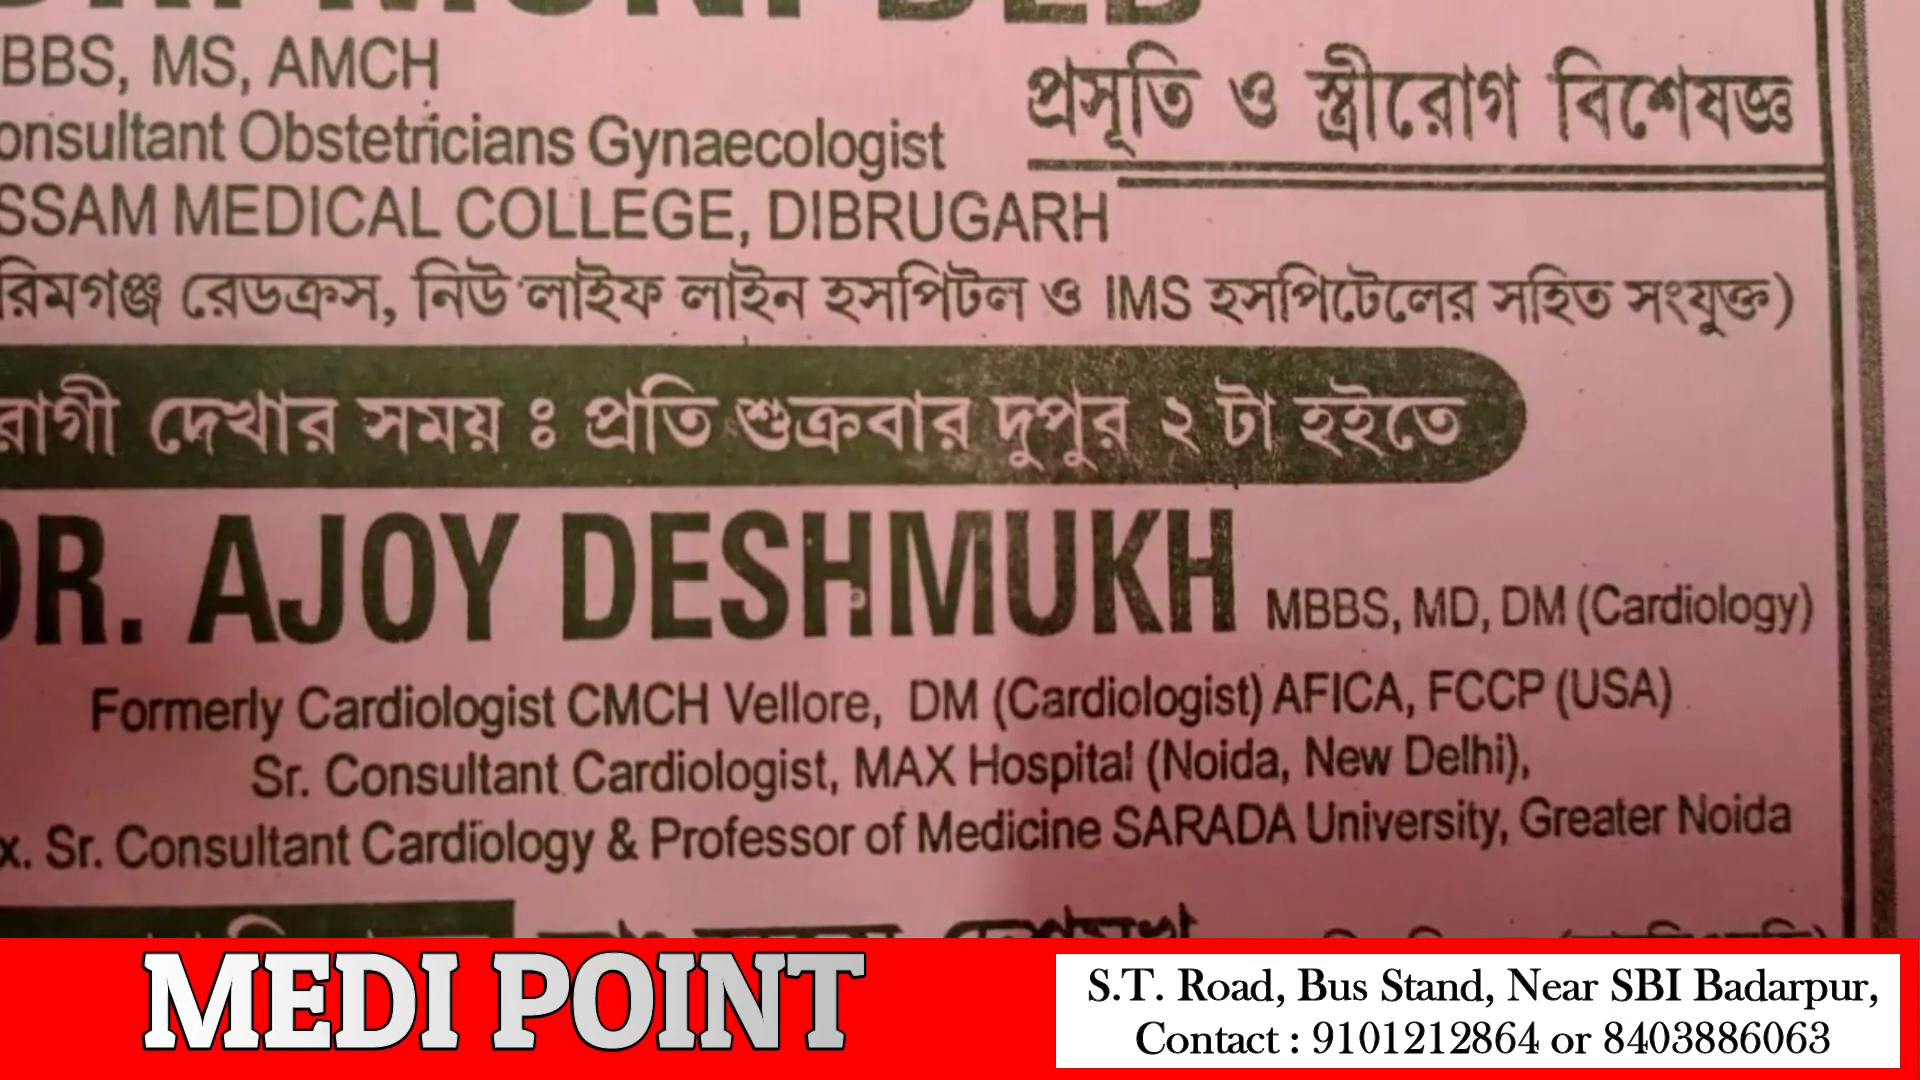 BBS, MS, AMCH
প্রসূতি ও স্ত্রীরোগ বিশেষজ্ঞ
onsultant Obstetricians Gynaecologist
SSAM MEDICAL COLLEGE, DIBRUGARH
রিমগঞ্জ রেডক্রস, নিউ লাইফ লাইন হসপিটল ও IMS হসপিটেলের সহিত সংযুক্ত)
রাগী দেখার সময় ঃ প্রতি শুক্রবার দুপুর ২ টা হইতে
DR. AJOY DESHMUKH MBBS, MD, DM (Cardiology)
Formerly Cardiologist CMCH Vellore, DM (Cardiologist) AFICA, FCCP (USA)
Sr. Consultant Cardiologist, MAX Hospital (Noida, New Delhi),
x. Sr. Consultant Cardiology & Professor of Medicine SARADA University, Greater Noida
MEDI POINT
S.T. Road, Bus Stand, Near SBI Badarpur,
Contact : 9101212864 or 8403886063